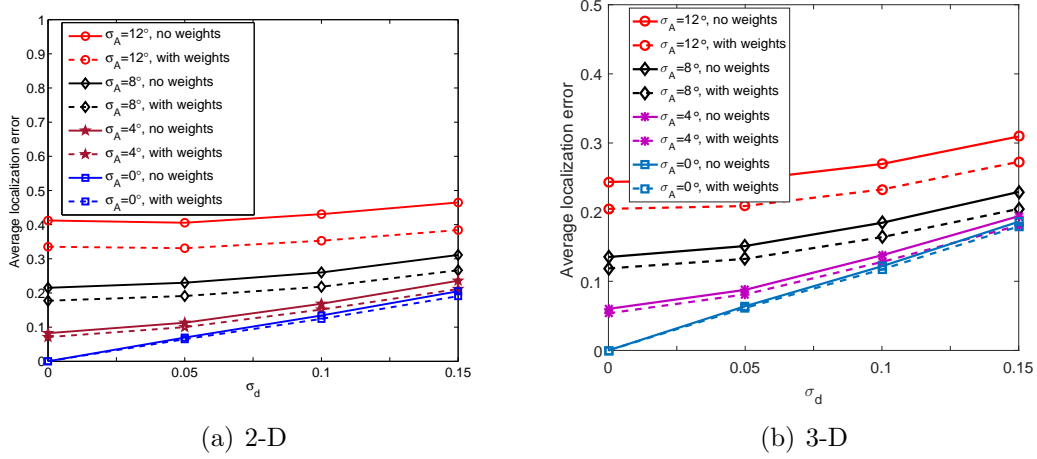 1
0.9
0.8
0.7
0.6
0.5
0.4
0.3
0.2
0.1
0
Average localization error
σA=12°, no weights
σA=12°, with weights
σA=8°, no weights
σA=8°, with weights
σA=4°, no weights
σA=4°, with weights
σA=0°, no weights
σA=0°, with weights
0 0.05 0.1 0.15
σd
(a) 2-D
0.5
0.4
0.3
0.2
0.1
0
Average localization error
σA=12°, no weights
σA=12°, with weights
σA=8°, no weights
σA=8°, with weights
σA=4°, no weights
σA=4°, with weights
σA=0°, no weights
σA=0°, with weights
0 0.05 0.1 0.15
σd
(b) 3-D